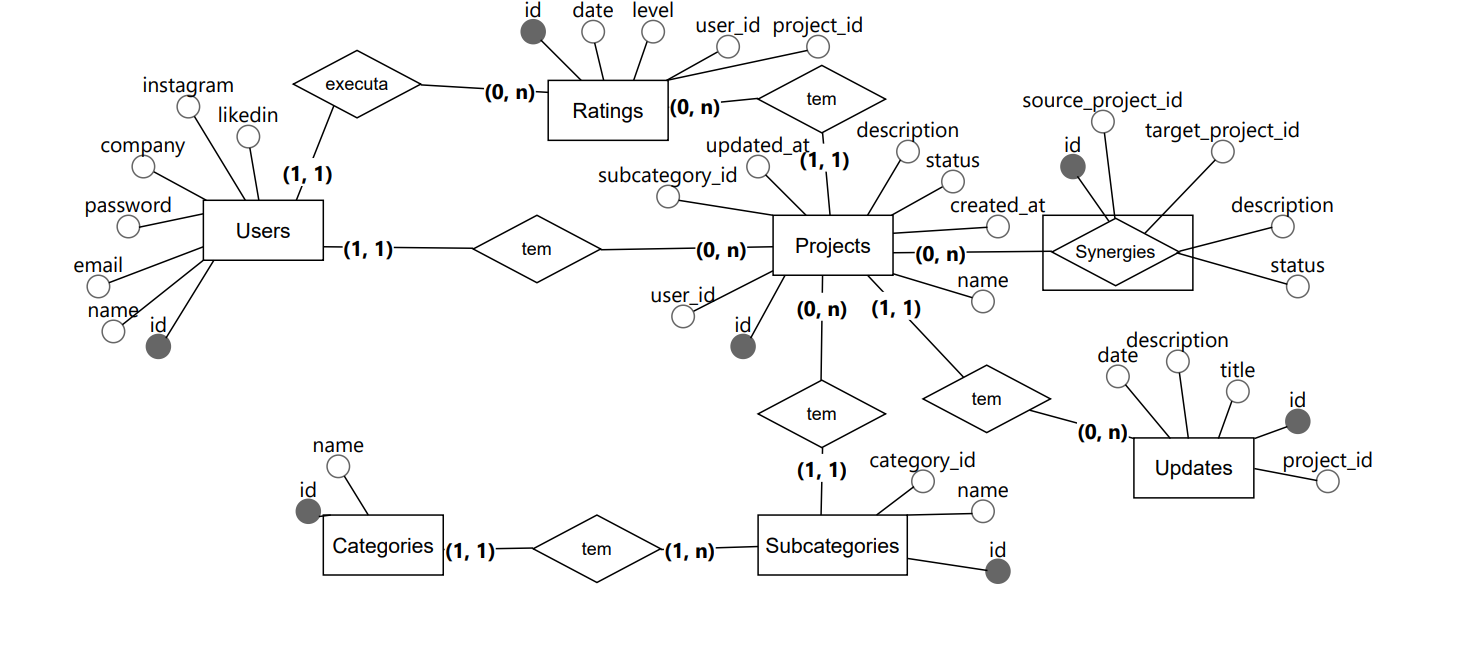 id
date
level
user_id
project_id
instagram
executa
(0, n)
Ratings
(0, n)
tem
likedin
source_project_id
company
updated_at
(1, 1)
description
id
target_project_id
(1, 1)
subcategory_id
status
password
Users
created_at
description
(1, 1)
tem
(0, n)
Projects
(0, n)
Synergies
email
status
name
user_id
name
id
id
(0, n)
(1, 1)
description
date
title
tem
tem
id
(0, n)
name
(1, 1)
category_id
Updates
project_id
id
name
Categories
(1, 1)
tem
(1, n)
Subcategories
id